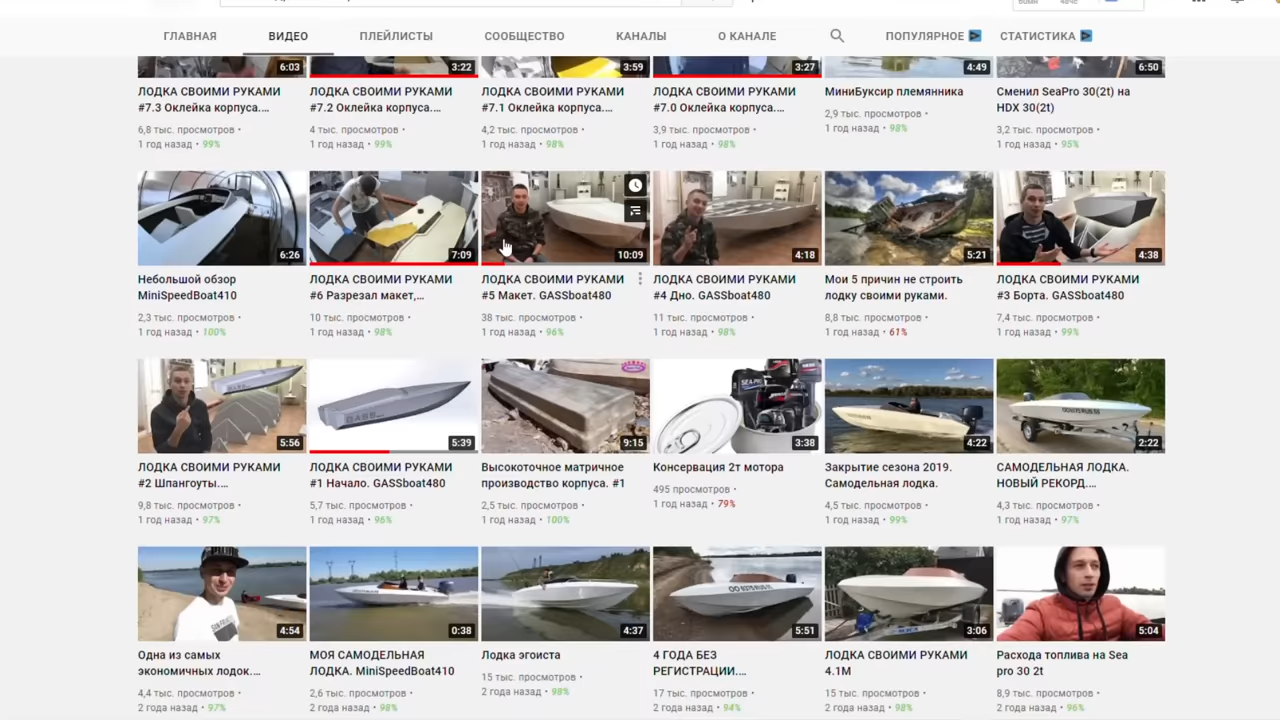 ГЛАВНАЯ ВИДЕО ПЛЕЙЛИСТЫ СООБЩЕСТВО КАНАЛЫ О КАНАЛЕ ПОПУЛЯРНОЕ СТАТИСТИКА
6:03 3:22 3:59 3:27 4:49 6:50
ЛОДКА СВОИМИ РУКАМИ
#7.3 Оклейка корпуса....
6,8 тыс. просмотров •
1 год назад • 99%
ЛОДКА СВОИМИ РУКАМИ
#7.2 Оклейка корпуса....
4 тыс. просмотров •
1 год назад • 99%
ЛОДКА СВОИМИ РУКАМИ
#7.1 Оклейка корпуса....
4,2 тыс. просмотров •
1 год назад • 98%
ЛОДКА СВОИМИ РУКАМИ
#7.0 Оклейка корпуса....
3,9 тыс. просмотров •
1 год назад • 98%
МиниБуксир племянника
2,9 тыс. просмотров •
1 год назад • 98%
Сменил SeaPro 30(2t) на
HDX 30(2t)
3,2 тыс. просмотров •
1 год назад • 95%
6:26 7:09 10:09 4:18 5:21 4:38
Небольшой обзор
MiniSpeedBoat410
2,3 тыс. просмотров •
1 год назад • 100%
ЛОДКА СВОИМИ РУКАМИ
#6 Разрезал макет,...
10 тыс. просмотров •
1 год назад • 98%
ЛОДКА СВОИМИ РУКАМИ
#5 Макет. GASSboat480
38 тыс. просмотров •
1 год назад • 96%
ЛОДКА СВОИМИ РУКАМИ
#4 Дно. GASSboat480
11 тыс. просмотров •
1 год назад • 98%
Мои 5 причин не строить
лодку своими руками.
8,8 тыс. просмотров •
1 год назад • 61%
ЛОДКА СВОИМИ РУКАМИ
#3 Борта. GASSboat480
7,4 тыс. просмотров •
1 год назад • 99%
5:56 5:39 9:15 3:38 4:22 2:22
ЛОДКА СВОИМИ РУКАМИ
#2 Шпангоуты....
9,8 тыс. просмотров •
1 год назад • 97%
ЛОДКА СВОИМИ РУКАМИ
#1 Начало. GASSboat480
5,7 тыс. просмотров •
1 год назад • 96%
Высокоточное матричное
производство корпуса. #1
2,5 тыс. просмотров •
1 год назад • 100%
Консервация 2т мотора
495 просмотров •
1 год назад • 79%
Закрытие сезона 2019.
Самодельная лодка.
4,5 тыс. просмотров •
1 год назад • 99%
САМОДЕЛЬНАЯ ЛОДКА.
НОВЫЙ РЕКОРД....
4,3 тыс. просмотров •
1 год назад • 97%
4:54 0:38 4:37 5:51 3:06 5:04
Одна из самых
экономичных лодок....
4,4 тыс. просмотров •
2 года назад • 97%
МОЯ САМОДЕЛЬНАЯ
ЛОДКА. MiniSpeedBoat410
2,6 тыс. просмотров •
2 года назад • 98%
Лодка эгоиста
15 тыс. просмотров •
2 года назад • 98%
4 ГОДА БЕЗ
РЕГИСТРАЦИИ....
17 тыс. просмотров •
2 года назад • 94%
ЛОДКА СВОИМИ РУКАМИ
4.1М
15 тыс. просмотров •
2 года назад • 98%
Расхода топлива на Sea
pro 30 2t
8,9 тыс. просмотров •
2 года назад • 96%